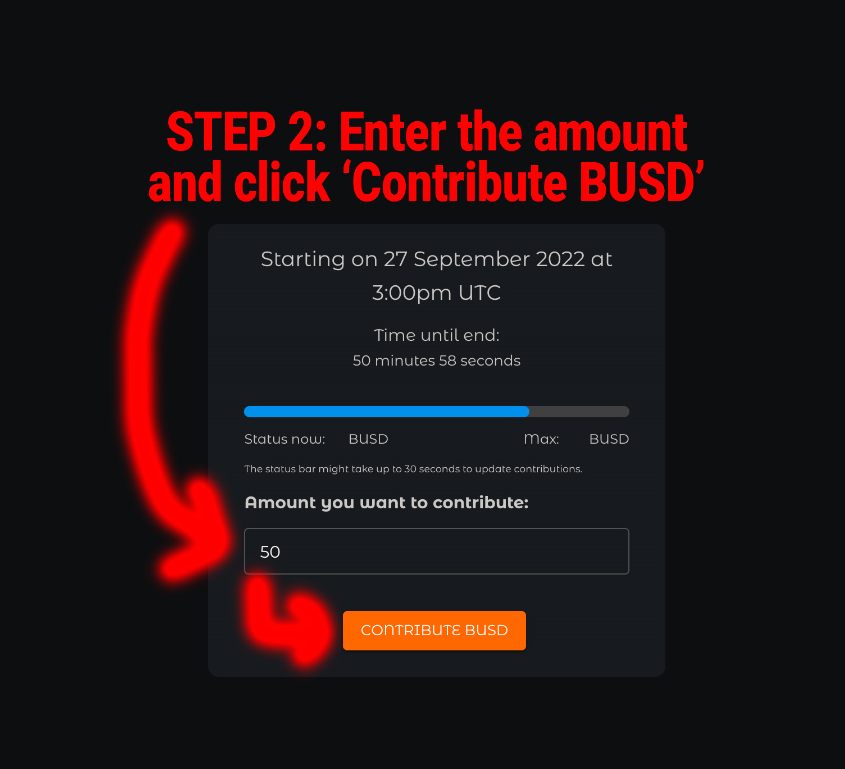 STEP 2: Enter the amount
and click ‘Contribute BUSD’
Starting on 27 September 2022 at
3:00pm UTC
Time until end:
50 minutes 58 seconds
Status now: BUSD Max: BUSD
The status bar might take up to 30 seconds to update contributions.
Amount you want to contribute:
50
CONTRIBUTE BUSD